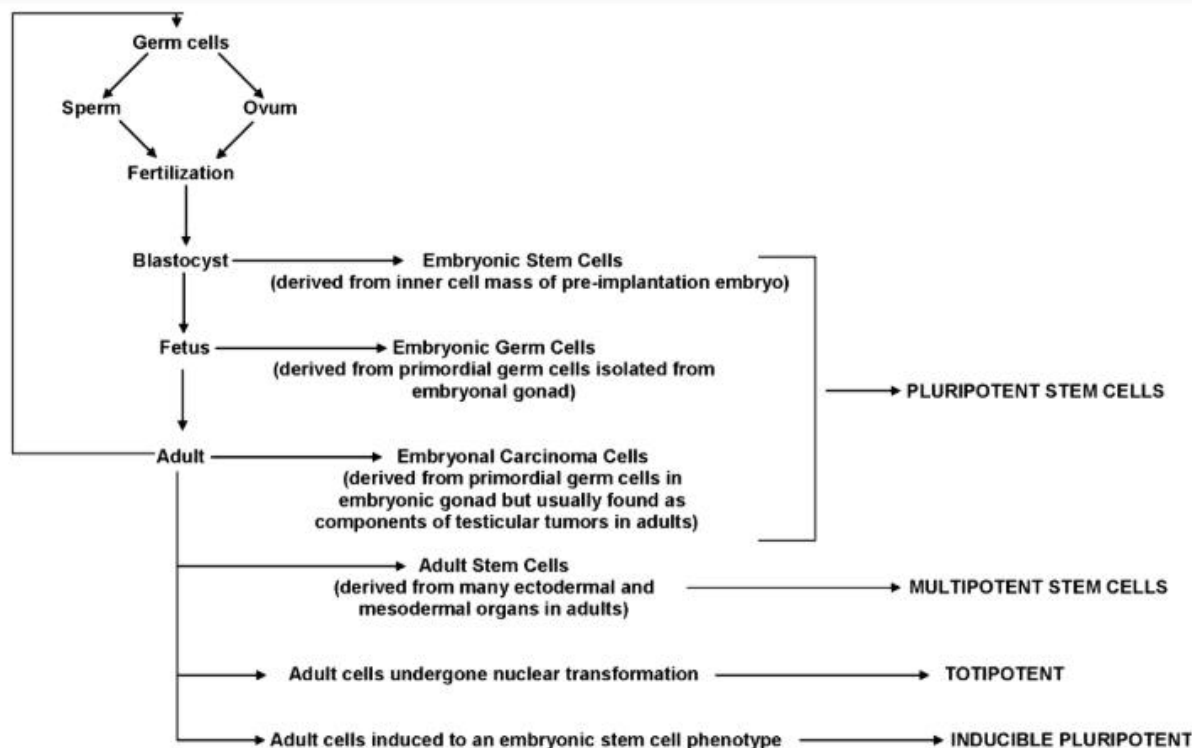 Germ cells
Sperm
Ovum
Fertilization
Blastocyst
Embryonic Stem Cells
(derived from inner cell mass of pre-implantation embryo)
Fetus
Embryonic Germ Cells
(derived from primordial germ cells isolated from
embryonal gonad)
PLURIPOTENT STEM CELLS
Adult
Embryonal Carcinoma Cells
(derived from primordial germ cells in
embryonic gonad but usually found as
components of testicular tumors in adults)
Adult Stem Cells
(derived from many ectodermal and
mesodermal organs in adults)
MULTIPOTENT STEM CELLS
Adult cells undergone nuclear transformation
TOTIPOTENT
Adult cells induced to an embryonic stem cell phenotype
INDUCIBLE PLURIPOTENT